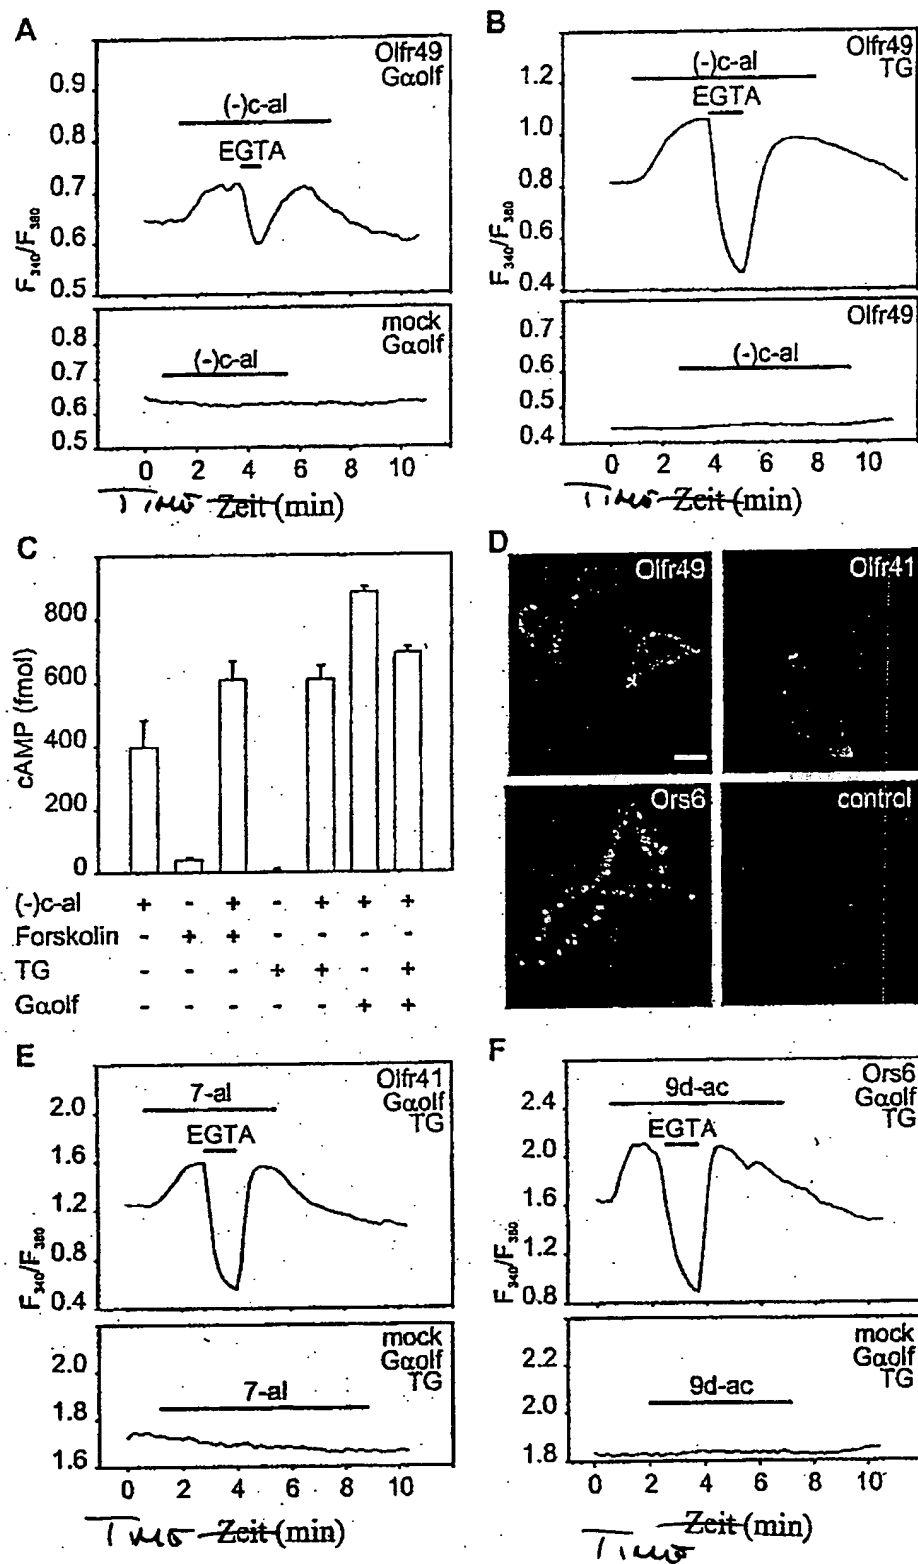 A
Olfr49
Gαolf
(-)c-al
EGTA
0.9
0.8
0.7
0.6
0.5
F340/F380
mock
Gαolf
(-)c-al
0.8
0.7
0.6
0.5
0 2 4 6 8 10
Time Zeit (min)
B
Olfr49
TG
(-)c-al
EGTA
1.2
1.0
0.8
0.6
0.4
F340/F380
Olfr49
(-)c-al
0.7
0.6
0.5
0.4
0 2 4 6 8 10
Time Zeit (min)
C
800
600
400
200
0
cAMP (fmol)
(-)c-al + - + - + + +
Forskolin - + + - - - -
TG - - - + + - +
Gαolf - - - - - + +
D
Olfr49
Olfr41
Ors6
control
E
Olfr41
Gαolf
TG
7-al
EGTA
2.0
1.6
1.2
0.8
0.4
F340/F380
mock
Gαolf
TG
7-al
2.0
1.8
1.6
0 2 4 6 8 10
Time Zeit (min)
F
Ors6
Gαolf
TG
9d-ac
EGTA
2.4
2.0
1.6
1.2
0.8
F340/F380
mock
Gαolf
TG
9d-ac
2.2
2.0
1.8
0 2 4 6 8 10
Time Zeit (min)